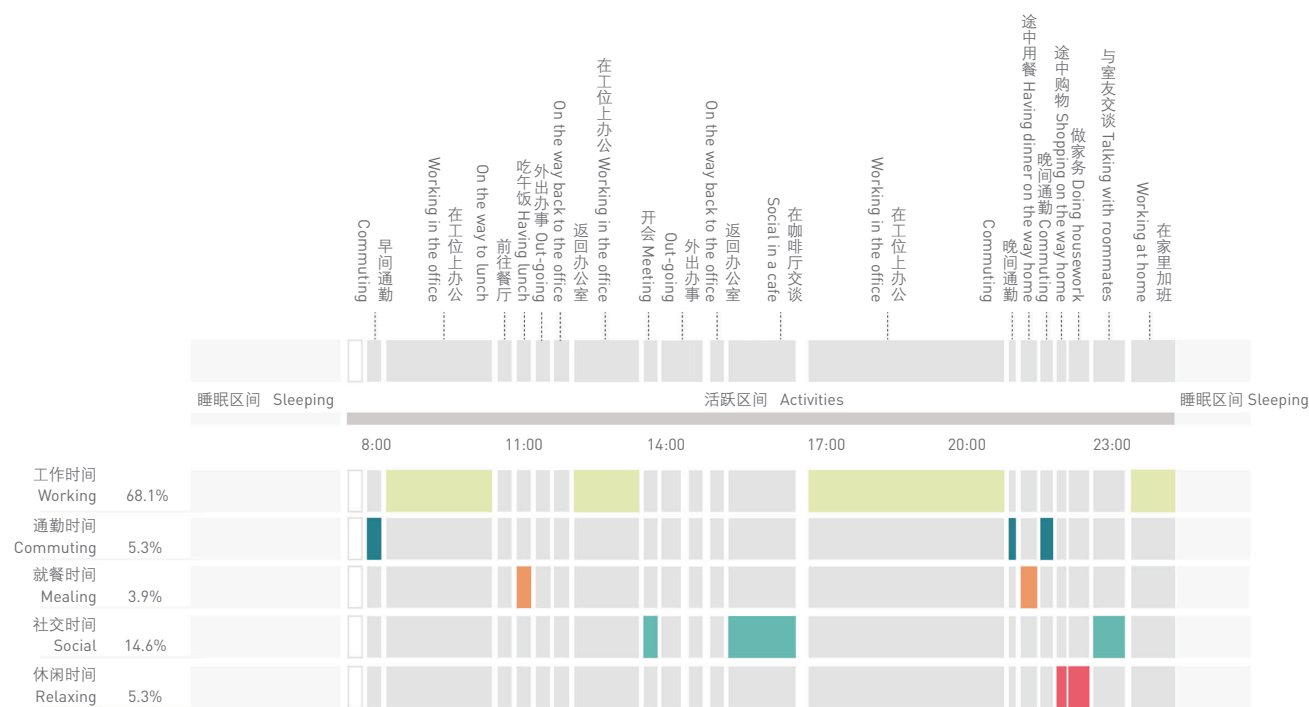 Commuting
早间通勤
Working in the office
在工位上办公
On the way to lunch
前往餐厅
吃午饭 Having lunch
外出办事 Out-going
On the way back to the office
返回办公室
在工位上办公 Working in the office
开会 Meeting
Out-going
外出办事
On the way back to the office
返回办公室
Social in a cafe
在咖啡厅交谈
Working in the office
在工位上办公
Commuting
晚间通勤
途中用餐 Having dinner on the way home
晚间通勤 Commuting
途中购物 Shopping on the way home
做家务 Doing housework
与室友交谈 Talking with roommates
Working at home
在家里加班
睡眠区间 Sleeping
活跃区间 Activities
睡眠区间 Sleeping
8:00
11:00
14:00
17:00
20:00
23:00
工作时间
Working 68.1%
通勤时间
Commuting 5.3%
就餐时间
Mealing 3.9%
社交时间
Social 14.6%
休闲时间
Relaxing 5.3%